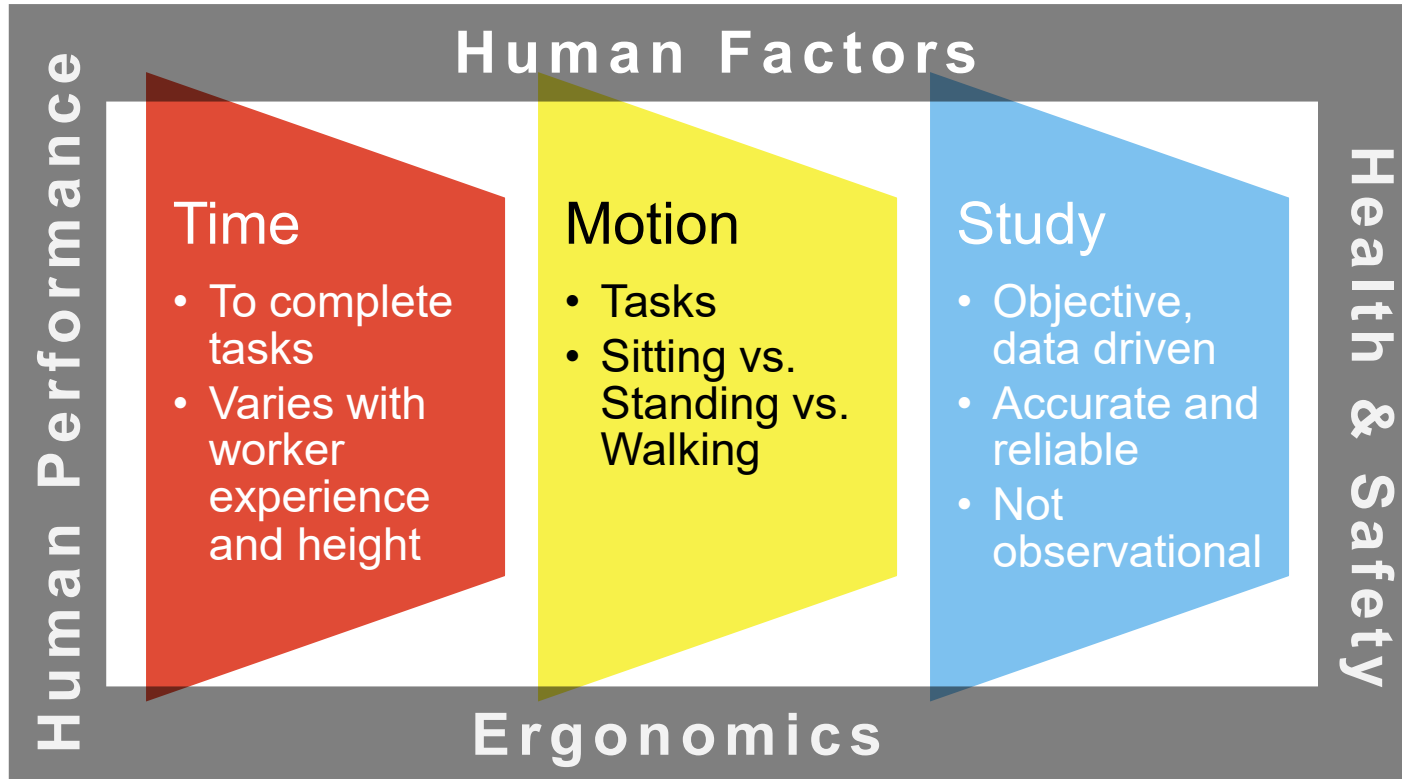 Human Factors
Human Performance
Time
• To complete
tasks
• Varies with
worker
experience
and height
Motion
• Tasks
• Sitting vs.
Standing vs.
Walking
Study
• Objective,
data driven
• Accurate and
reliable
• Not
observational
Health & Safety
Ergonomics